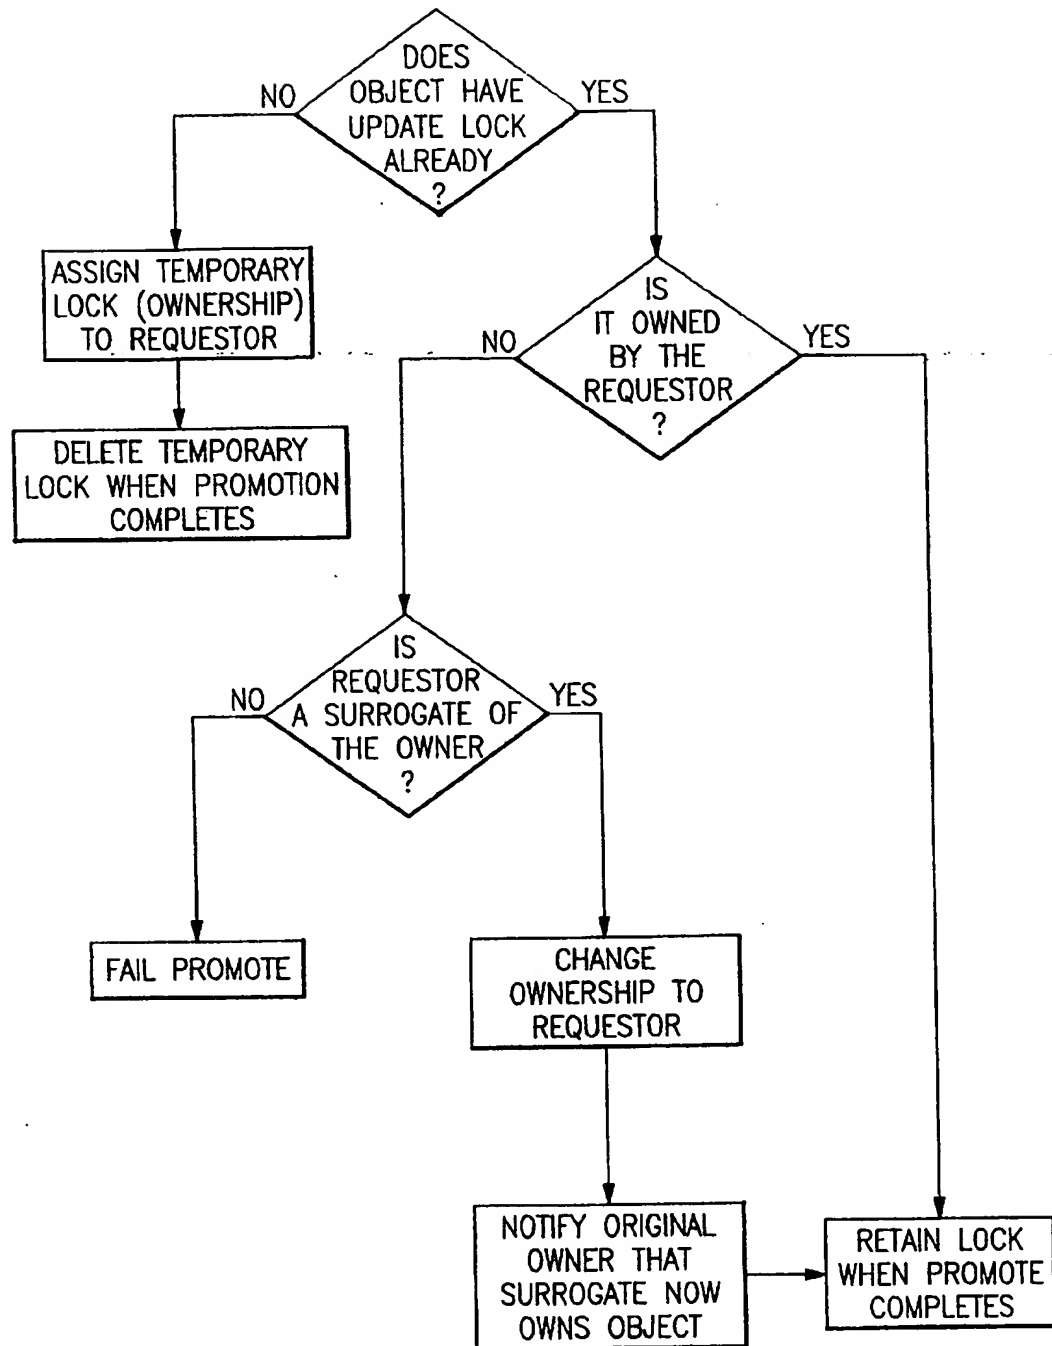 DOES
OBJECT HAVE
UPDATE LOCK
ALREADY
?
NO
YES
ASSIGN TEMPORARY
LOCK (OWNERSHIP)
TO REQUESTOR
DELETE TEMPORARY
LOCK WHEN PROMOTION
COMPLETES
IS
IT OWNED
BY THE
REQUESTOR
?
NO
YES
IS
REQUESTOR
A SURROGATE OF
THE OWNER
?
NO
YES
FAIL PROMOTE
CHANGE
OWNERSHIP TO
REQUESTOR
NOTIFY ORIGINAL
OWNER THAT
SURROGATE NOW
OWNS OBJECT
RETAIN LOCK
WHEN PROMOTE
COMPLETES